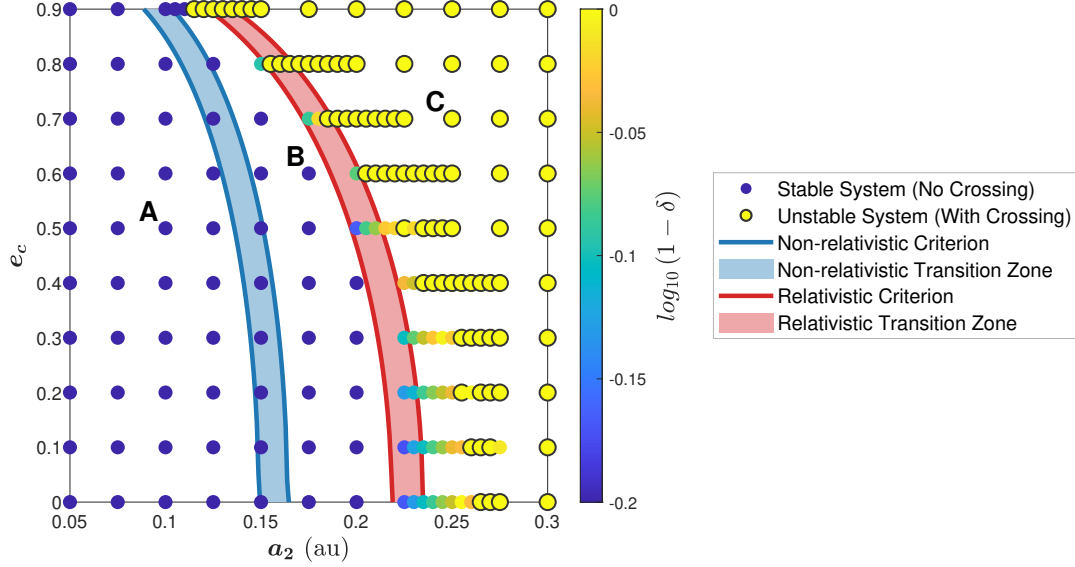 0.9
0.8
0.7
0.6
0.5
0.4
0.3
0.2
0.1
0
e_c
0.05 0.1 0.15 0.2 0.25 0.3
a_2 (au)
A
B
C
0
-0.05
-0.1
-0.15
-0.2
log_{10}(1 − δ)
Stable System (No Crossing)
Unstable System (With Crossing)
Non-relativistic Criterion
Non-relativistic Transition Zone
Relativistic Criterion
Relativistic Transition Zone